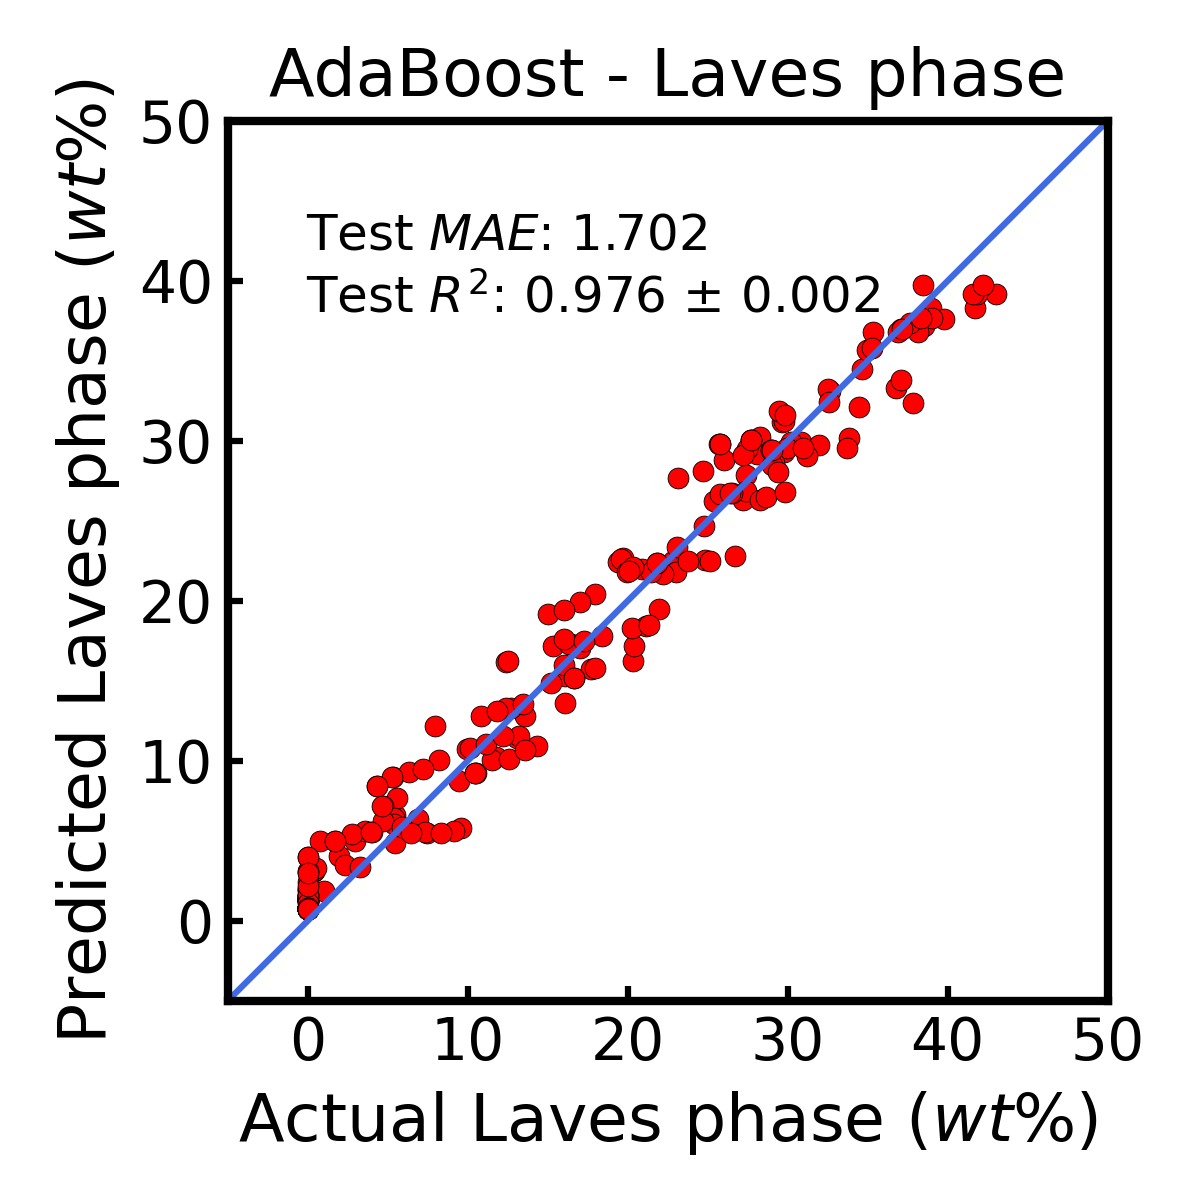 AdaBoost - Laves phase
Predicted Laves phase (wt%)
50
40
30
20
10
0
Test MAE: 1.702
Test R²: 0.976 ± 0.002
0 10 20 30 40 50
Actual Laves phase (wt%)